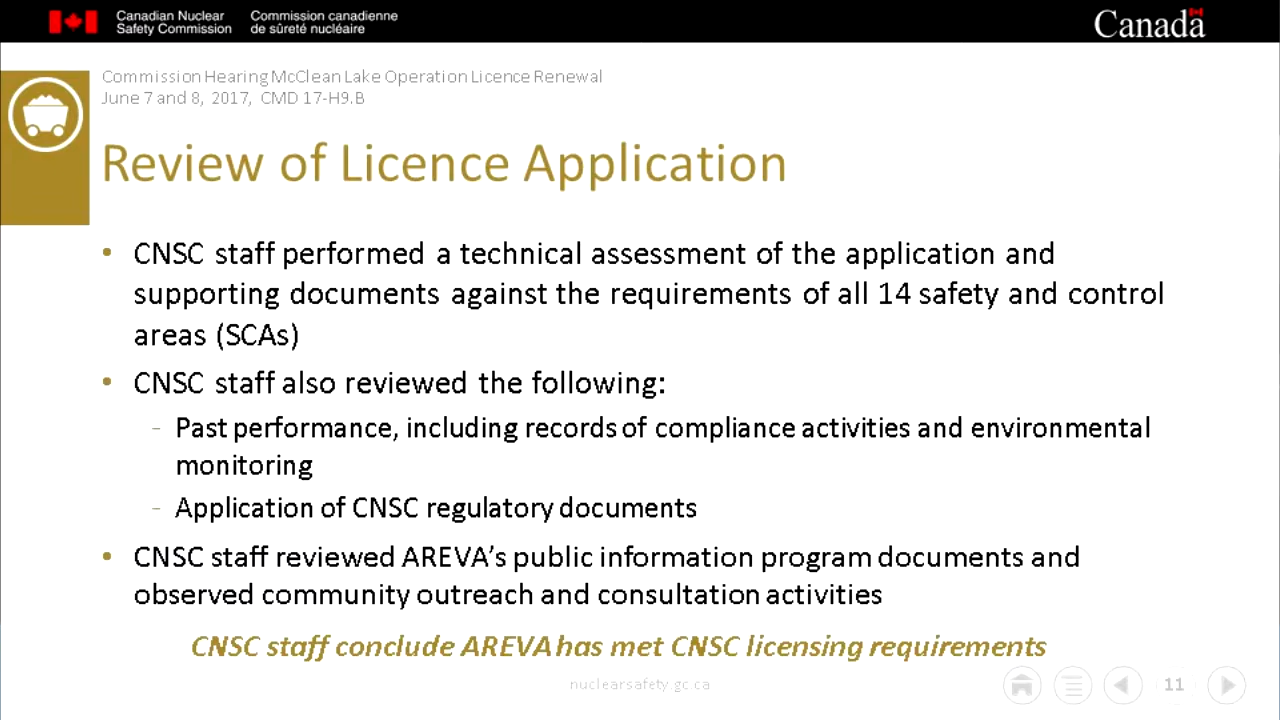 Canadian Nuclear
Safety Commission
Commission canadienne
de sûreté nucléaire
Canada
Commission Hearing McClean Lake Operation Licence Renewal
June 7 and 8, 2017, CMD 17-H9.B
Review of Licence Application
• CNSC staff performed a technical assessment of the application and
supporting documents against the requirements of all 14 safety and control
areas (SCAs)
• CNSC staff also reviewed the following:
- Past performance, including records of compliance activities and environmental
monitoring
- Application of CNSC regulatory documents
• CNSC staff reviewed AREVA’s public information program documents and
observed community outreach and consultation activities
CNSC staff conclude AREVA has met CNSC licensing requirements
nuclearsafety.gc.ca
11